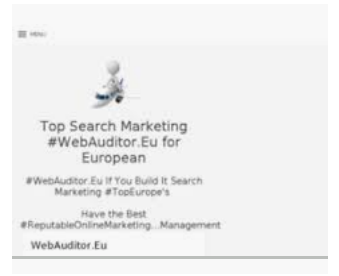 MENU
Top Search Marketing
#WebAuditor.Eu for
European
#WebAuditor.Eu If You Build It Search
Marketing #TopEurope's
Have the Best
#ReputableOnlineMarketing...Management
WebAuditor.Eu